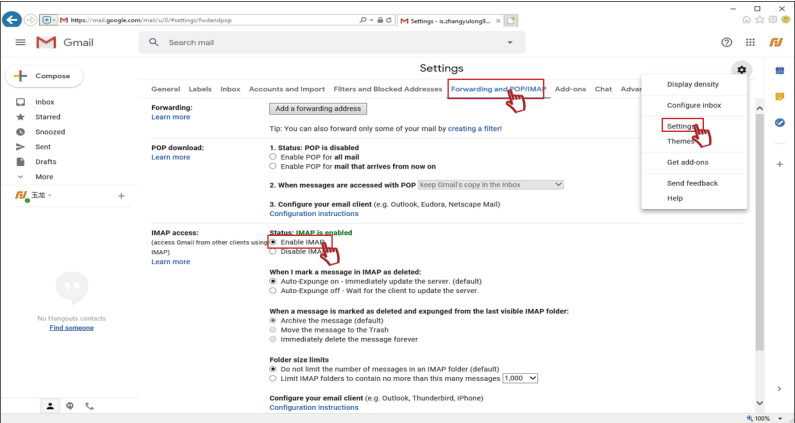 https://mail.google.com/mail/u/0/#settings/fwdandpop
Settings - is.zhangyulong9...
Gmail
Search mail
Settings
Compose
General Labels Inbox Accounts and Import Filters and Blocked Addresses Forwarding and POP/IMAP Add-ons Chat Advan
Display density
Configure inbox
Settings
Themes
Get add-ons
Send feedback
Help
Inbox
Starred
Snoozed
Sent
Drafts
More
玉龙
No Hangouts contacts
Find someone
Forwarding:
Learn more
Add a forwarding address
Tip: You can also forward only some of your mail by creating a filter!
POP download:
Learn more
1. Status: POP is disabled
Enable POP for all mail
Enable POP for mail that arrives from now on
2. When messages are accessed with POP keep Gmail's copy in the Inbox
3. Configure your email client (e.g. Outlook, Eudora, Netscape Mail)
Configuration instructions
IMAP access:
(access Gmail from other clients using
IMAP)
Learn more
Status: IMAP is enabled
Enable IMAP
Disable IMAP
When I mark a message in IMAP as deleted:
Auto-Expunge on - Immediately update the server. (default)
Auto-Expunge off - Wait for the client to update the server.
When a message is marked as deleted and expunged from the last visible IMAP folder:
Archive the message (default)
Move the message to the Trash
Immediately delete the message forever
Folder size limits
Do not limit the number of messages in an IMAP folder (default)
Limit IMAP folders to contain no more than this many messages 1,000
Configure your email client (e.g. Outlook, Thunderbird, iPhone)
Configuration instructions
100%